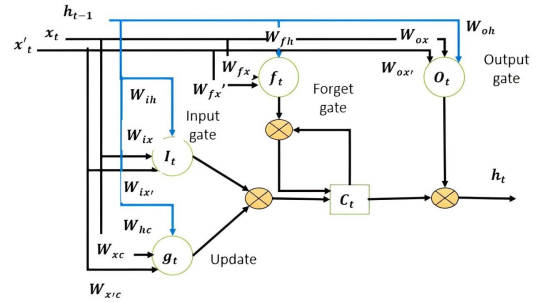 h_{t-1}
x_t
x'_t
W_{fh}
W_{ox}
W_{oh}
W_{fx}
W_{fx'}
f_t
W_{ox'}
O_t
Output
gate
Forget
gate
W_{ih}
Input
gate
W_{ix}
I_t
W_{ix'}
C_t
h_t
W_{hc}
W_{xc}
g_t
Update
W_{x'c}